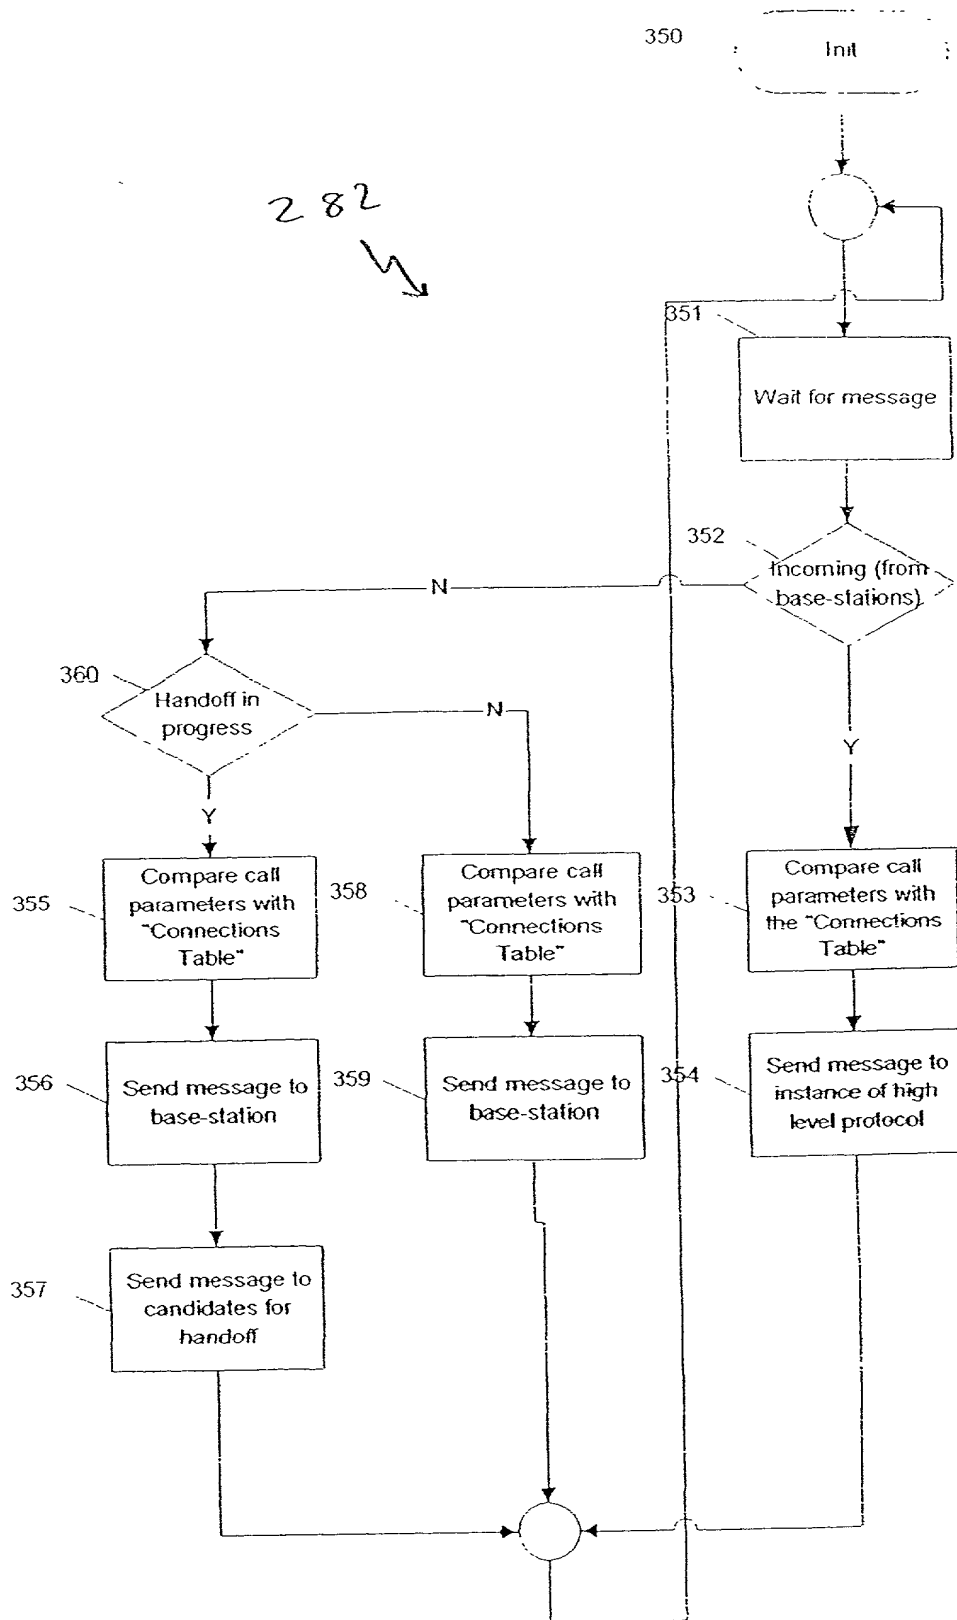 350
Init
282
351
Wait for message
352
Incoming (from
base-stations)
N
360
Handoff in
progress
N
Y
Y
355
Compare call
parameters with
"Connections
Table"
358
Compare call
parameters with
"Connections
Table"
353
Compare call
parameters with
the "Connections
Table"
356
Send message to
base-station
359
Send message to
base-station
354
Send message to
instance of high
level protocol
357
Send message to
candidates for
handoff